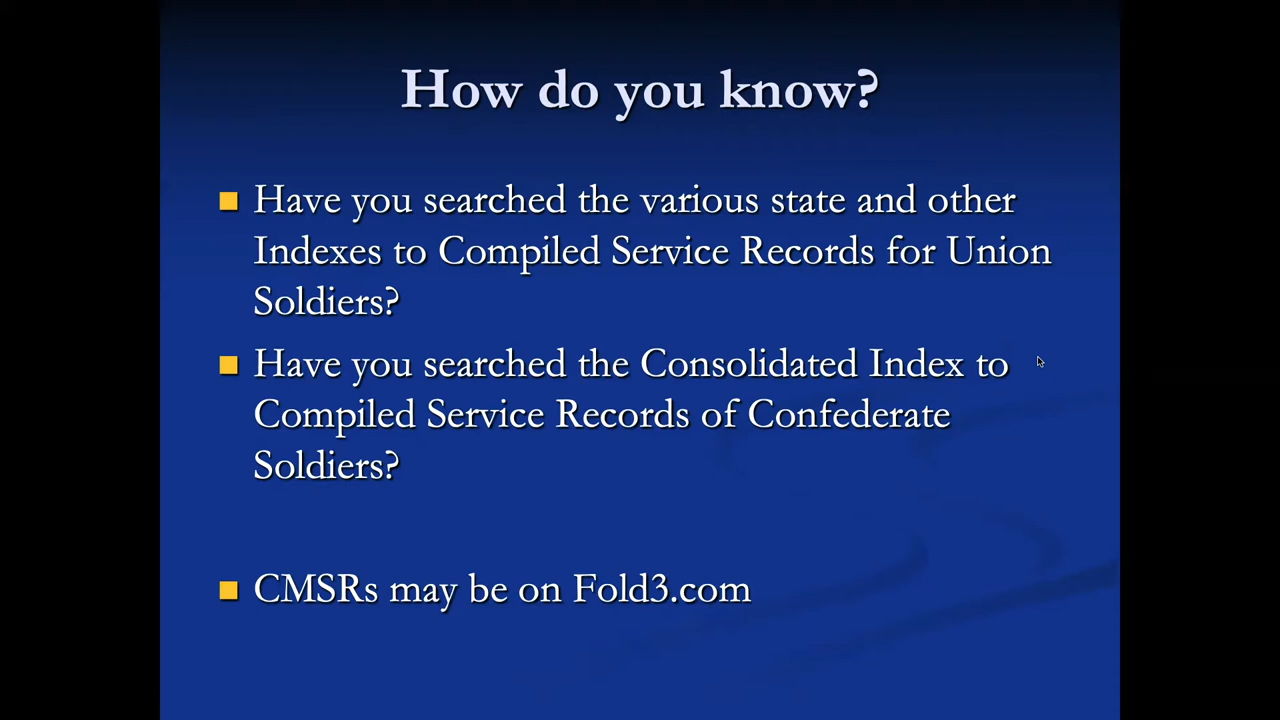 How do you know?
Have you searched the various state and other
Indexes to Compiled Service Records for Union
Soldiers?
Have you searched the Consolidated Index to
Compiled Service Records of Confederate
Soldiers?
CMSRs may be on Fold3.com